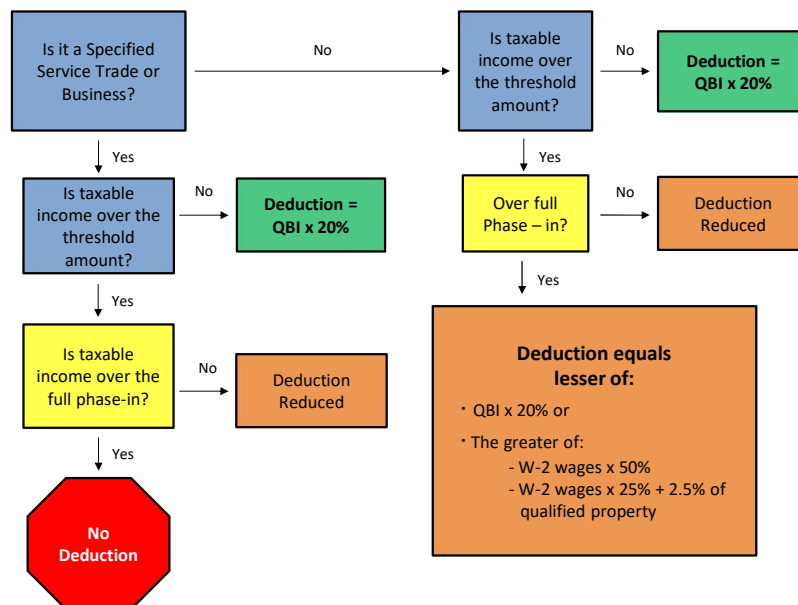 Is it a Specified
Service Trade or
Business?
No
Is taxable
income over
the threshold
amount?
No
Deduction =
QBI x 20%
Yes
Yes
Is taxable
income over the
threshold
amount?
No
Deduction =
QBI x 20%
Over full
Phase – in?
No
Deduction
Reduced
Yes
Yes
Is taxable
income over the
full phase-in?
No
Deduction
Reduced
Deduction equals
lesser of:
· QBI x 20% or
· The greater of:
- W-2 wages x 50%
- W-2 wages x 25% + 2.5% of
qualified property
Yes
No
Deduction